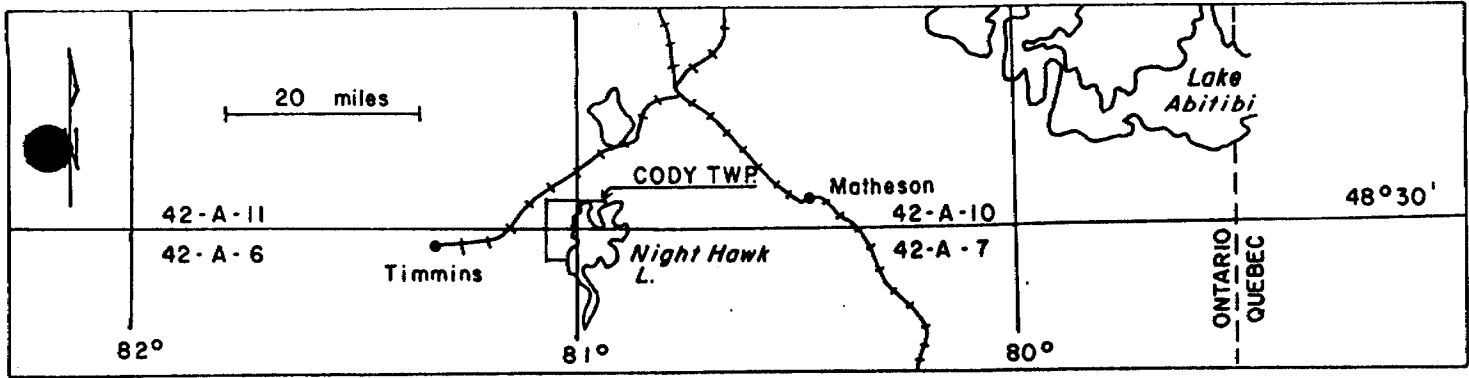 Lake
Abitibi
20 miles
CODY TWP.
Matheson
42-A-11
42-A-10
48°30'
42-A-6
42-A-7
Timmins
Night Hawk
L.
ONTARIO
QUEBEC
82°
81°
80°